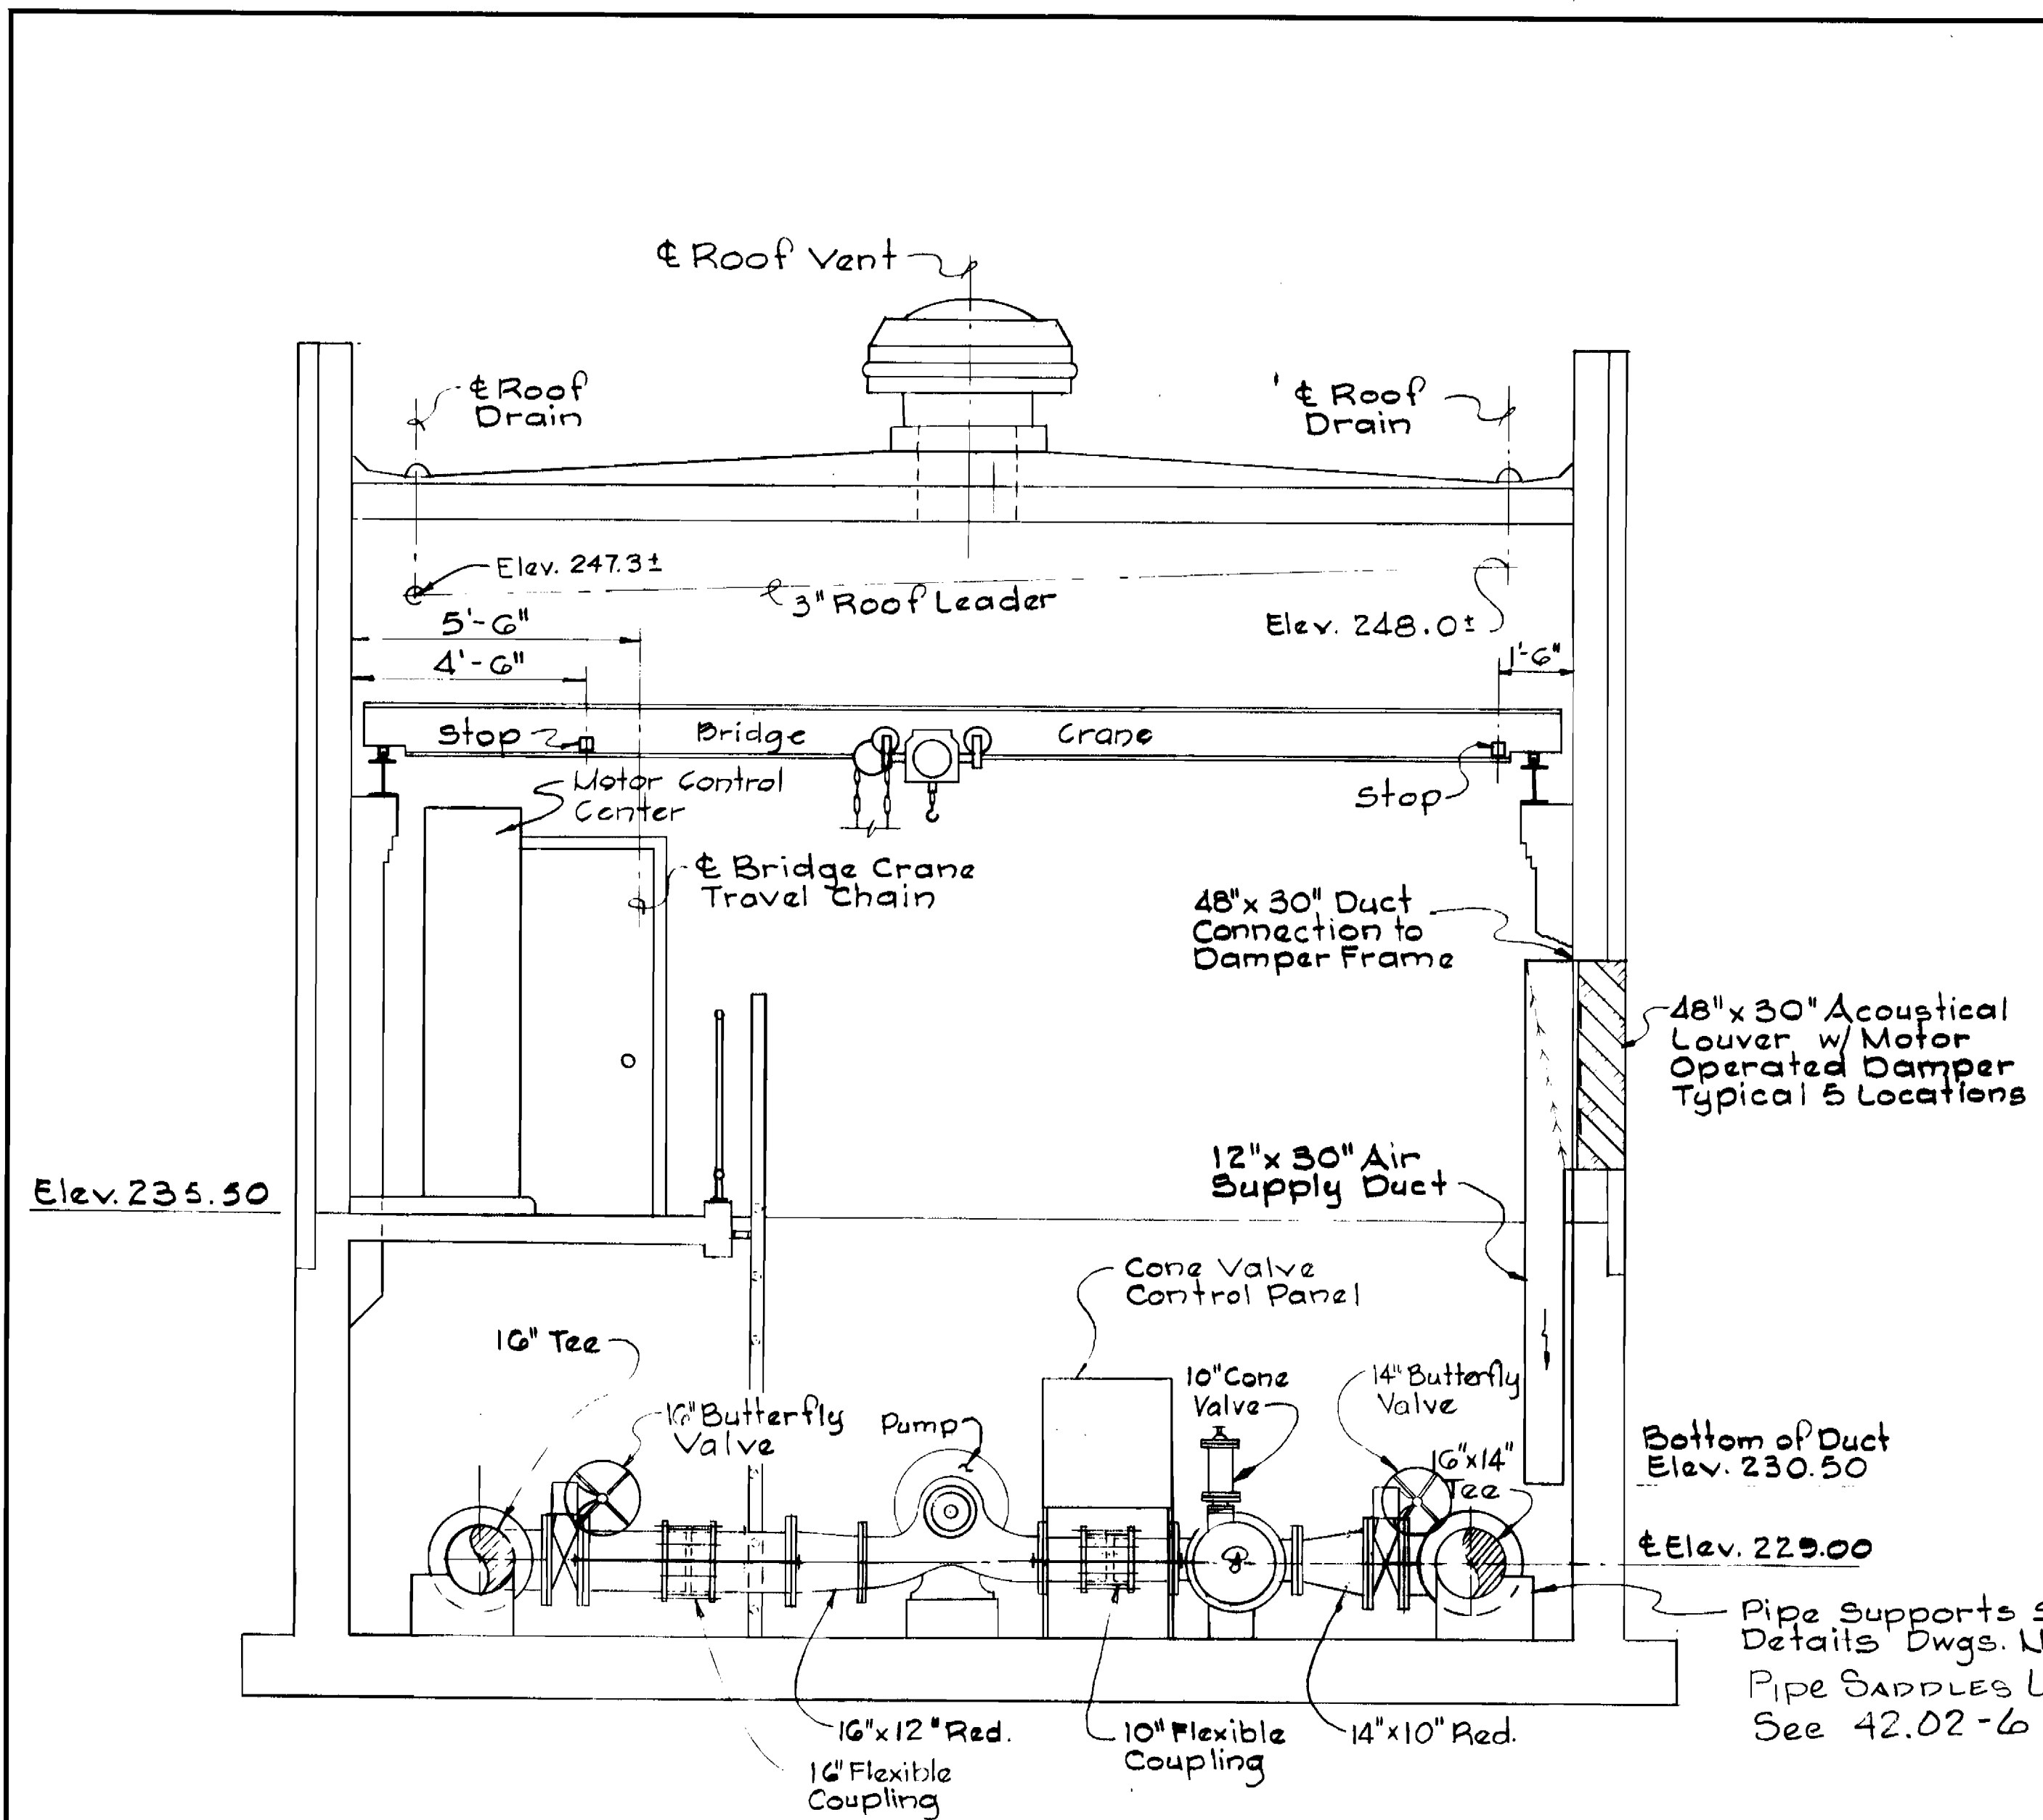 ℄ Roof Vent
℄ Roof
Drain
℄ Roof
Drain
Elev. 247.3±
3" Roof Leader
Elev. 248.0±
5'-6"
4'-6"
1'-6"
Stop
Bridge
Crane
Stop
Motor Control
Center
℄ Bridge Crane
Travel Chain
48" x 30" Duct
Connection to
Damper Frame
48" x 30" Acoustical
Louver w/ Motor
Operated Damper
Typical 5 Locations
12" x 30" Air
Supply Duct
Elev. 235.50
Cone Valve
Control Panel
16" Tee
16" Butterfly
Valve
Pump
10" Cone
Valve
14" Butterfly
Valve
16"x14"
Tee
Bottom of Duct
Elev. 230.50
℄ Elev. 229.00
Pipe Supports
Details Dwgs.
Pipe SADDLES
See 42.02-6
16"x12" Red.
16" Flexible
Coupling
10" Flexible
Coupling
14"x10" Red.